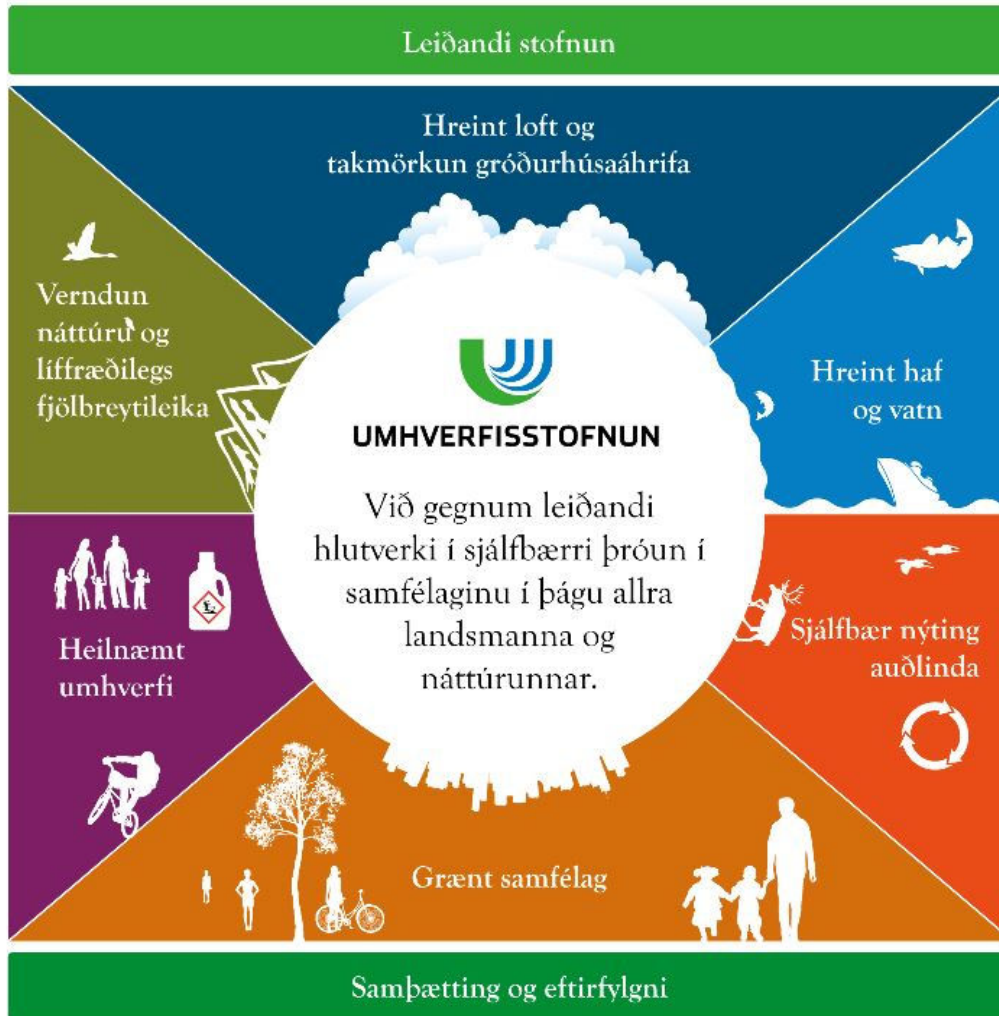 Leiðandi stofnun
Hreint loft og
takmörkun gróðurhúsaáhrifa
Verndun
náttúru og
líffræðilegs
fjölbreytileika
Hreint haf
og vatn
UMHVERFISSTOFNUN
Við gegnum leiðandi
hlutverki í sjálfbærri þróun í
samfélaginu í þágu allra
landsmanna og
náttúrunnar.
Heilnæmt
umhverfi
Sjálfbær nýting
auðlinda
Grænt samfélag
Samþætting og eftirfylgni